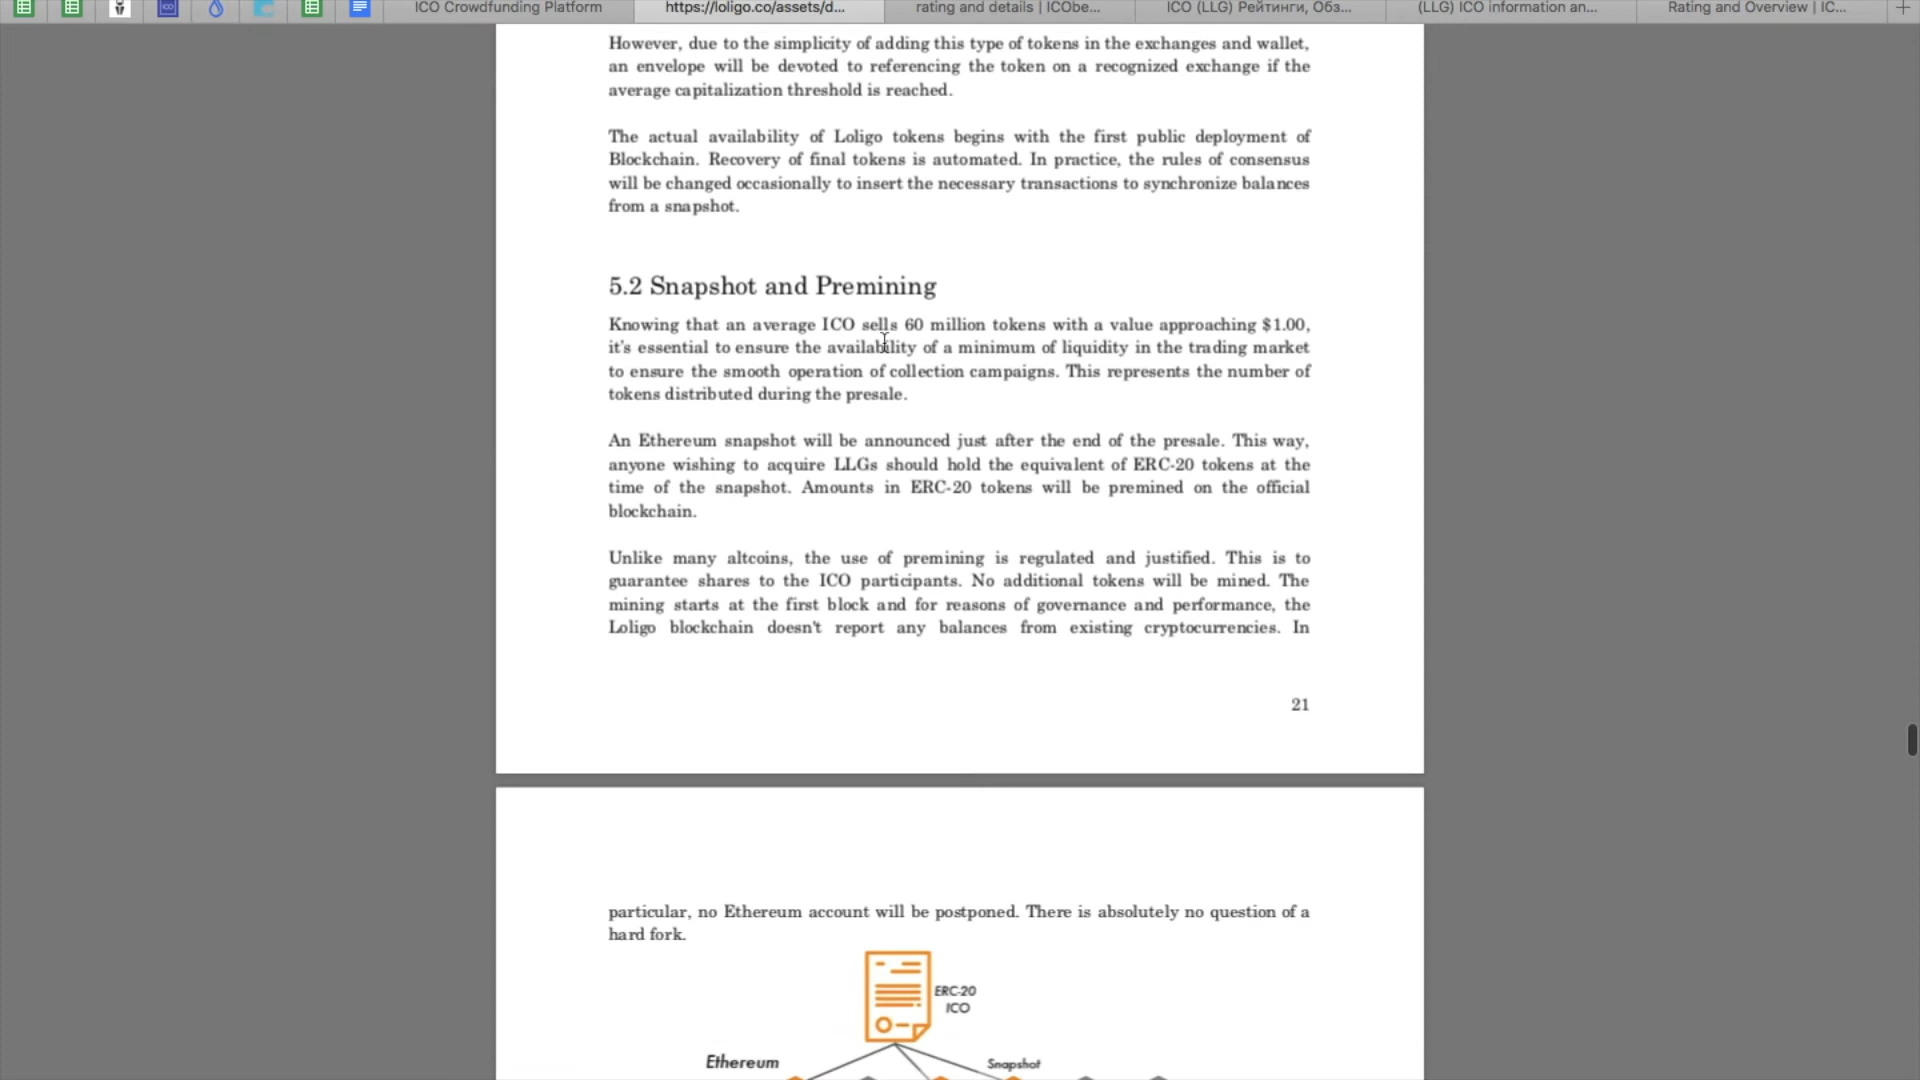 ICO Crowdfunding Platform
https://loligo.co/assets/d...
rating and details | ICObe...
ICO (LLG) Рейтинги, Обз...
(LLG) ICO information an...
Rating and Overview | IC...
However, due to the simplicity of adding this type of tokens in the exchanges and wallet,
an envelope will be devoted to referencing the token on a recognized exchange if the
average capitalization threshold is reached.
The actual availability of Loligo tokens begins with the first public deployment of
Blockchain. Recovery of final tokens is automated. In practice, the rules of consensus
will be changed occasionally to insert the necessary transactions to synchronize balances
from a snapshot.
5.2 Snapshot and Premining
Knowing that an average ICO sells 60 million tokens with a value approaching $1.00,
it's essential to ensure the availability of a minimum of liquidity in the trading market
to ensure the smooth operation of collection campaigns. This represents the number of
tokens distributed during the presale.
An Ethereum snapshot will be announced just after the end of the presale. This way,
anyone wishing to acquire LLGs should hold the equivalent of ERC-20 tokens at the
time of the snapshot. Amounts in ERC-20 tokens will be premined on the official
blockchain.
Unlike many altcoins, the use of premining is regulated and justified. This is to
guarantee shares to the ICO participants. No additional tokens will be mined. The
mining starts at the first block and for reasons of governance and performance, the
Loligo blockchain doesn't report any balances from existing cryptocurrencies. In
21
particular, no Ethereum account will be postponed. There is absolutely no question of a
hard fork.
ERC-20
ICO
Ethereum
Snapshot